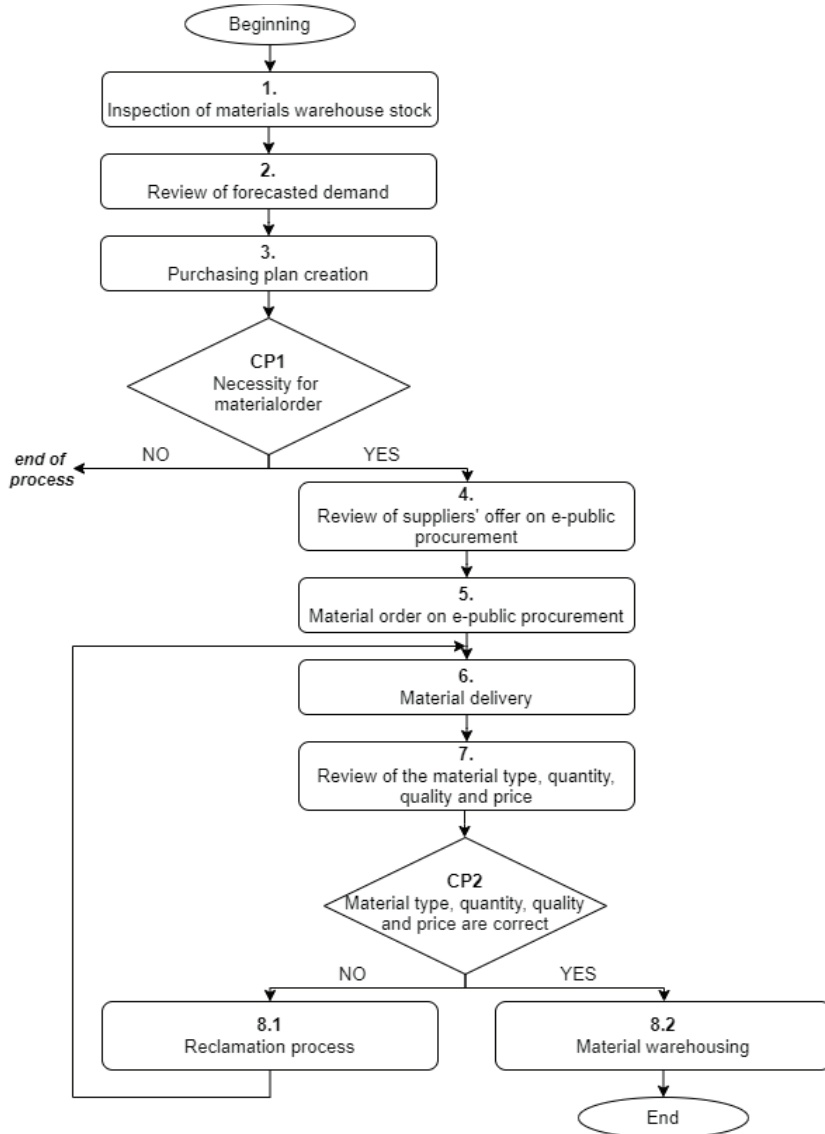 Beginning
1.
Inspection of materials warehouse stock
2.
Review of forecasted demand
3.
Purchasing plan creation
CP1
Necessity for
materialorder
NO
YES
end of
process
4.
Review of suppliers' offer on e-public
procurement
5.
Material order on e-public procurement
6.
Material delivery
7.
Review of the material type, quantity,
quality and price
CP2
Material type, quantity, quality
and price are correct
NO
YES
8.1
Reclamation process
8.2
Material warehousing
End